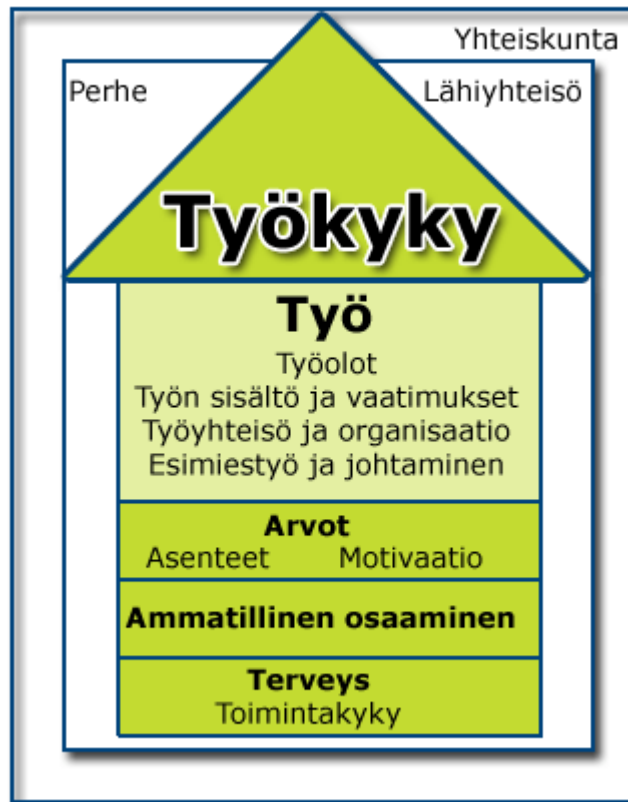 Yhteiskunta
Perhe
Lähiyhteisö
Työkyky
Työ
Työolot
Työn sisältö ja vaatimukset
Työyhteisö ja organisaatio
Esimiestyö ja johtaminen
Arvot
Asenteet Motivaatio
Ammatillinen osaaminen
Terveys
Toimintakyky